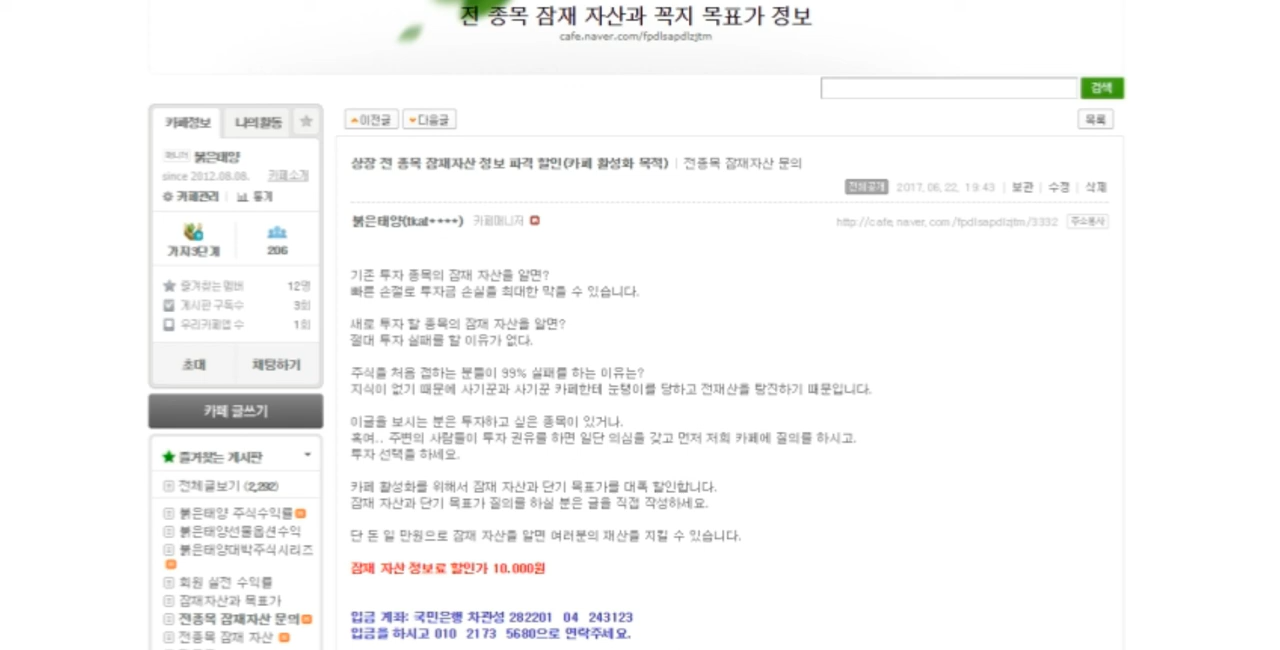 전 종목 잠재 자산과 꼭지 목표가 정보
cafe.naver.com/fpdlsapdlzjtm
검색
카페정보 나의활동
이전글 다음글 목록
매니저 붉은태양
since 2012.08.08. 카페소개
카페관리 통계
상장 전 종목 잠재자산 정보 파격 할인(카페 활성화 목적) | 전종목 잠재자산 문의
전체공개 2017.06.22. 19:43 | 보관 | 수정 | 삭제
붉은태양(tkat****) 카페매니저
http://cafe.naver.com/fpdlsapdlzjtm/3332 주소복사
가지3단계 206
즐겨찾는 멤버 12명
게시판 구독수 3회
우리카페앱 수 1회
초대 채팅하기
카페 글쓰기
즐겨찾는 게시판
전체글보기 (2,292)
붉은태양 주식수익률
붉은태양선물옵션수익
붉은태양대박주식시리즈
회원 실전 수익률
잠재자산과 목표가
전종목 잠재자산 문의
전종목 잠재 자산
기존 투자 종목의 잠재 자산을 알면?
빠른 손절로 투자금 손실을 최대한 막을 수 있습니다.
새로 투자 할 종목의 잠재 자산을 알면?
절대 투자 실패를 할 이유가 없다.
주식을 처음 접하는 분들이 99% 실패를 하는 이유는?
지식이 없기 때문에 사기꾼과 사기꾼 카페한테 눈탱이를 당하고 전재산을 탕진하기 때문입니다.
이글을 보시는 분은 투자하고 싶은 종목이 있거나.
혹여.. 주변의 사람들이 투자 권유를 하면 일단 의심을 갖고 먼저 저희 카페에 질의를 하시고.
투자 선택을 하세요.
카페 활성화를 위해서 잠재 자산과 단기 목표가를 대폭 할인합니다.
잠재 자산과 단기 목표가 질의를 하실 분은 글을 직접 작성하세요.
단 돈 일 만원으로 잠재 자산을 알면 여러분의 재산을 지킬 수 있습니다.
잠재 자산 정보료 할인가 10.000원
입금 계좌: 국민은행 차관성 282201 04 243123
입금을 하시고 010 2173 5680으로 연락주세요.